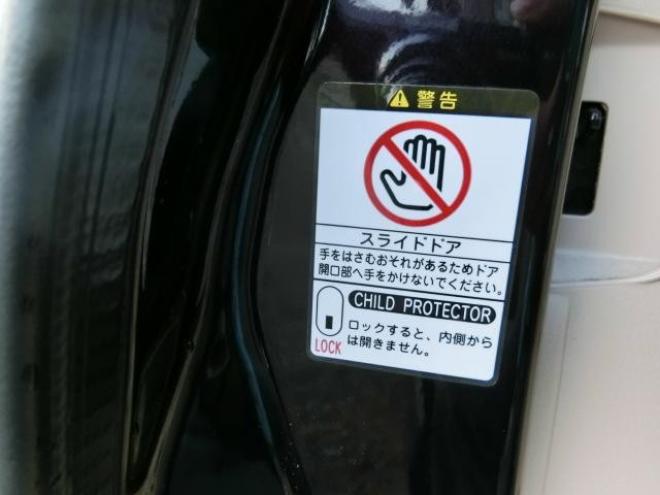 警告
スライドドア
手をはさむおそれがあるためドア
開口部へ手をかけないでください。
CHILD PROTECTOR
ロックすると、内側から
は開きません。
LOCK